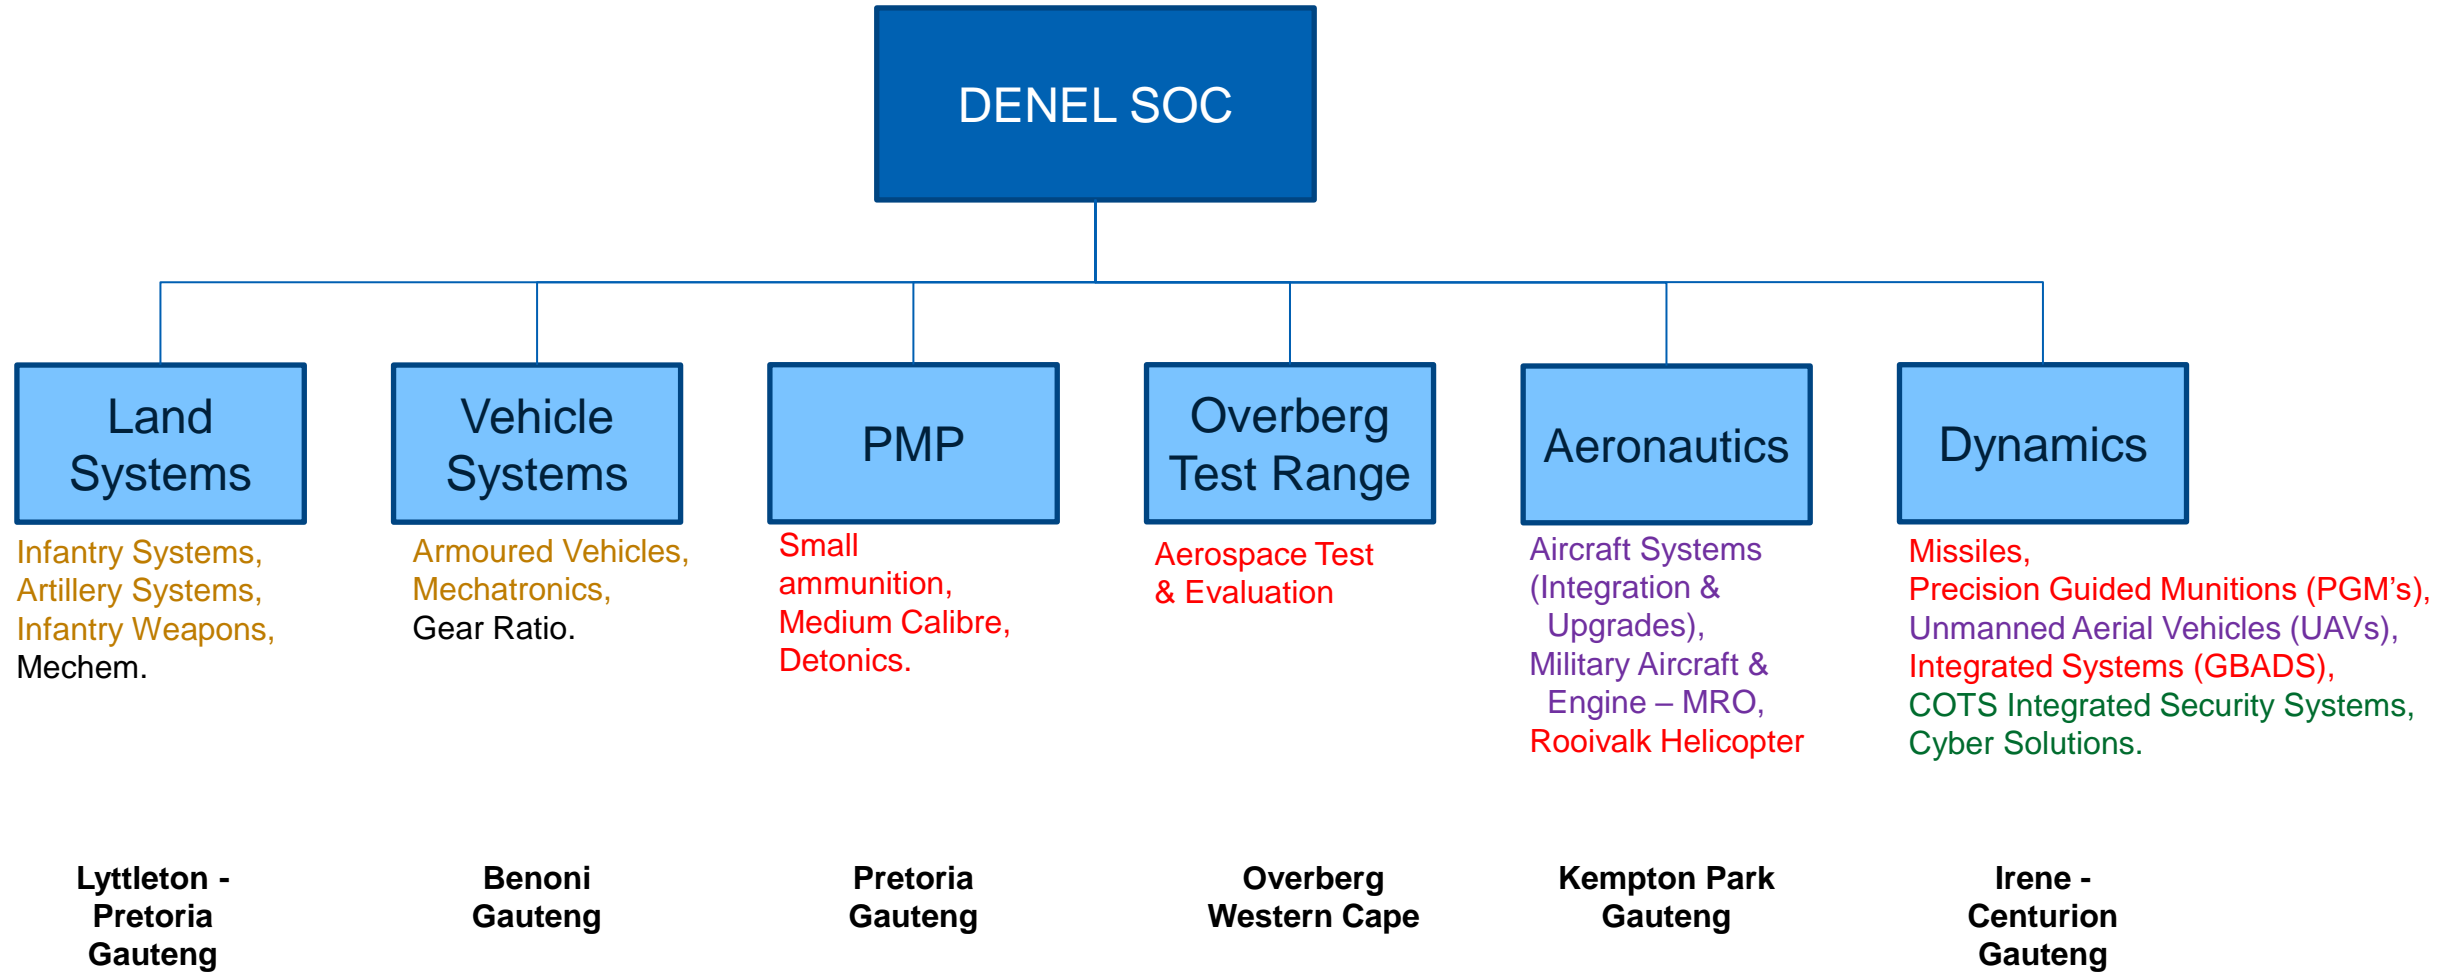 DENEL SOC
Land
Systems
Vehicle
Systems
PMP
Overberg
Test Range
Aeronautics
Dynamics
Infantry Systems,
Artillery Systems,
Infantry Weapons,
Mechem.
Armoured Vehicles,
Mechatronics,
Gear Ratio.
Small
ammunition,
Medium Calibre,
Detonics.
Aerospace Test
& Evaluation
Aircraft Systems
(Integration &
Upgrades),
Military Aircraft &
Engine – MRO,
Rooivalk Helicopter
Missiles,
Precision Guided Munitions (PGM’s),
Unmanned Aerial Vehicles (UAVs),
Integrated Systems (GBADS),
COTS Integrated Security Systems,
Cyber Solutions.
Lyttleton -
Pretoria
Gauteng
Benoni
Gauteng
Pretoria
Gauteng
Overberg
Western Cape
Kempton Park
Gauteng
Irene -
Centurion
Gauteng